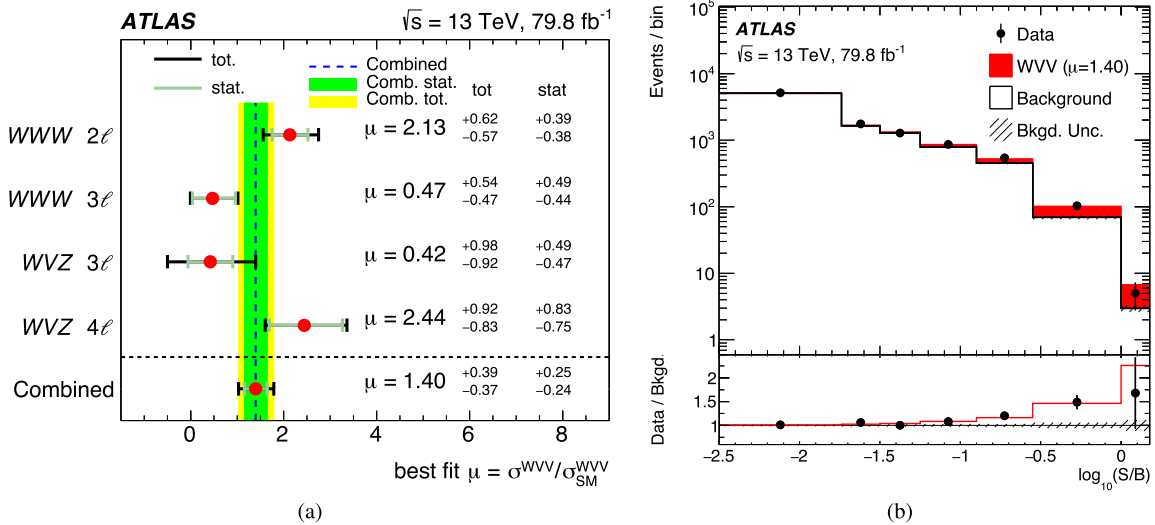 ATLAS √s = 13 TeV, 79.8 fb⁻¹
tot.
stat.
Combined
Comb. stat.
Comb. tot.
tot stat
WWW 2ℓ μ = 2.13 +0.62 −0.57 +0.39 −0.38
WWW 3ℓ μ = 0.47 +0.54 −0.47 +0.49 −0.44
WVZ 3ℓ μ = 0.42 +0.98 −0.92 +0.49 −0.47
WVZ 4ℓ μ = 2.44 +0.92 −0.83 +0.83 −0.75
Combined μ = 1.40 +0.39 −0.37 +0.25 −0.24
0 2 4 6 8
best fit μ = σ^WVV/σ^WVV_SM
(a)
Events / bin
10⁵
10⁴
10³
10²
10
1
ATLAS
√s = 13 TeV, 79.8 fb⁻¹
Data
WVV (μ=1.40)
Background
Bkgd. Unc.
Data / Bkgd.
2
1.5
1
−2.5 −2 −1.5 −1 −0.5 0
log₁₀(S/B)
(b)